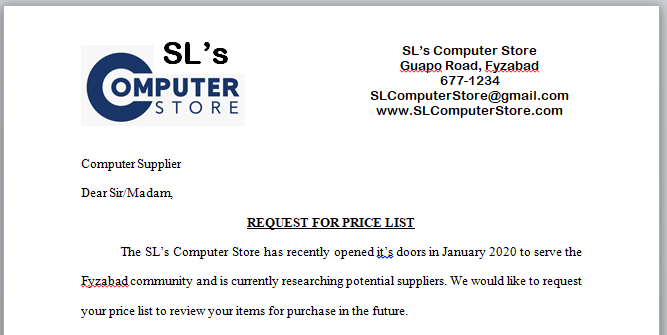 SL's
COMPUTER
STORE
SL's Computer Store
Guapo Road, Fyzabad
677-1234
SLComputerStore@gmail.com
www.SLComputerStore.com
Computer Supplier
Dear Sir/Madam,
REQUEST FOR PRICE LIST
The SL's Computer Store has recently opened it's doors in January 2020 to serve the
Fyzabad community and is currently researching potential suppliers. We would like to request
your price list to review your items for purchase in the future.